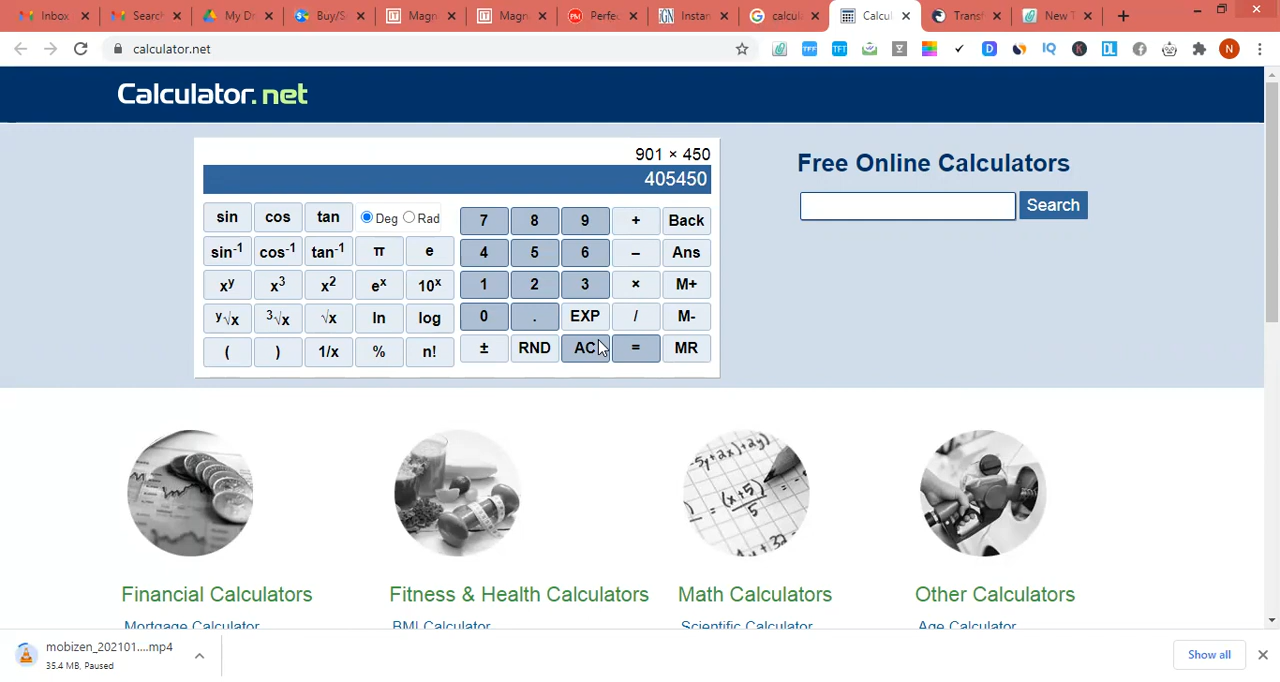 Inbox
Search
My Dr
Buy/S
Magn
Magn
Perfec
Instan
calcul
Calcul
Transf
New T
calculator.net
Calculator.net
901 × 450
405450
sin cos tan Deg Rad 7 8 9 + Back
sin-1 cos-1 tan-1 π e 4 5 6 – Ans
xy x3 x2 ex 10x 1 2 3 × M+
y√x 3√x √x ln log 0 . EXP / M-
( ) 1/x % n! ± RND AC = MR
Free Online Calculators
Search
Financial Calculators
Mortgage Calculator
Fitness & Health Calculators
BMI Calculator
Math Calculators
Scientific Calculator
Other Calculators
Age Calculator
mobizen_202101....mp4
35.4 MB, Paused
Show all